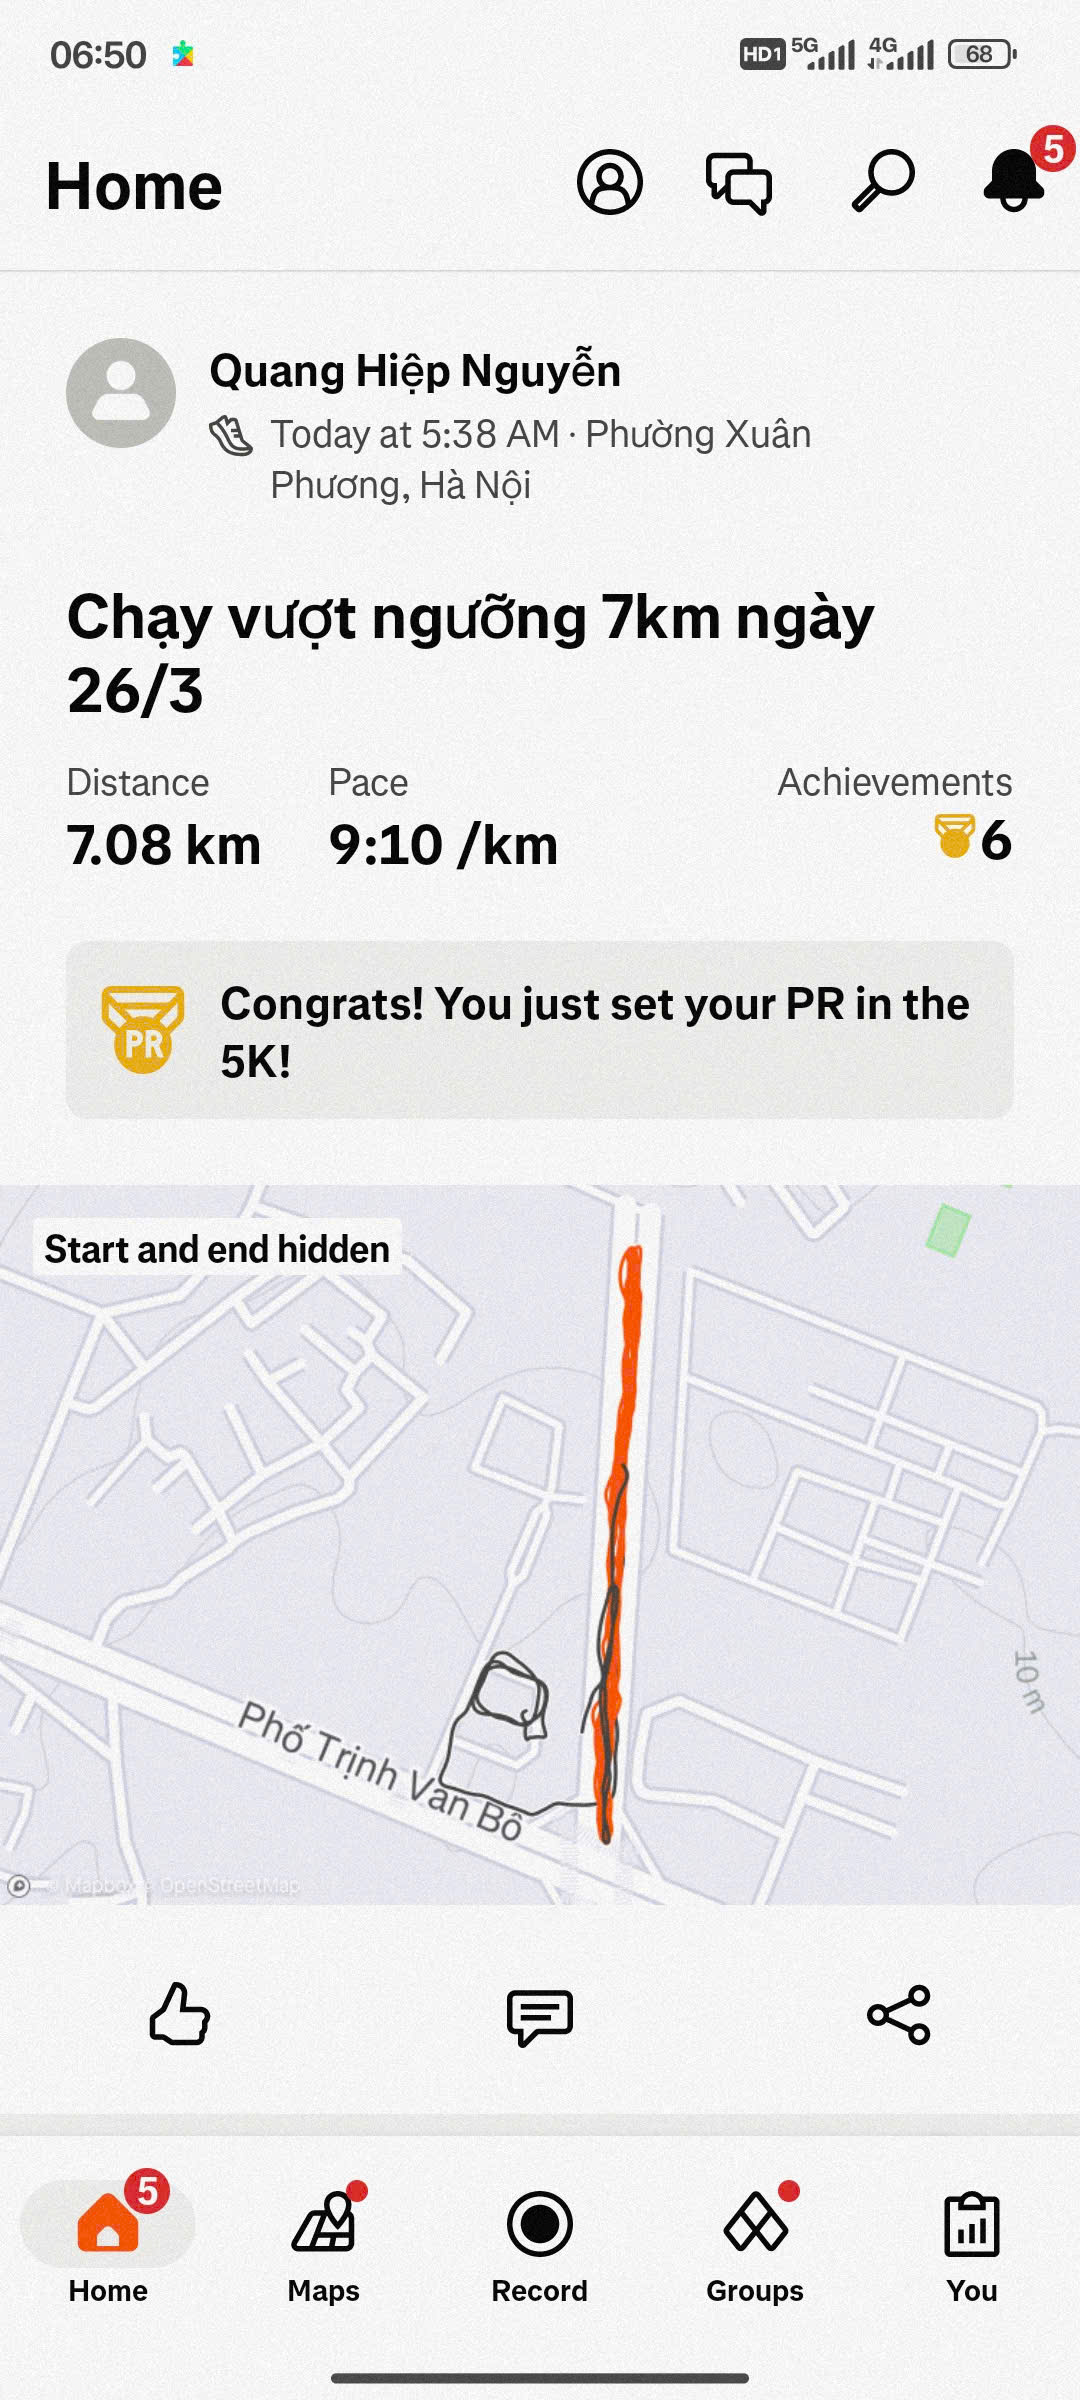 06:50
HD1 5G 4G 68
Home
5
Quang Hiệp Nguyễn
Today at 5:38 AM · Phường Xuân
Phương, Hà Nội
Chạy vượt ngưỡng 7km ngày
26/3
Distance Pace Achievements
7.08 km 9:10 /km 6
PR
Congrats! You just set your PR in the
5K!
Start and end hidden
10 m
Phố Trịnh Văn Bô
© Mapbox © OpenStreetMap
5
Home Maps Record Groups You